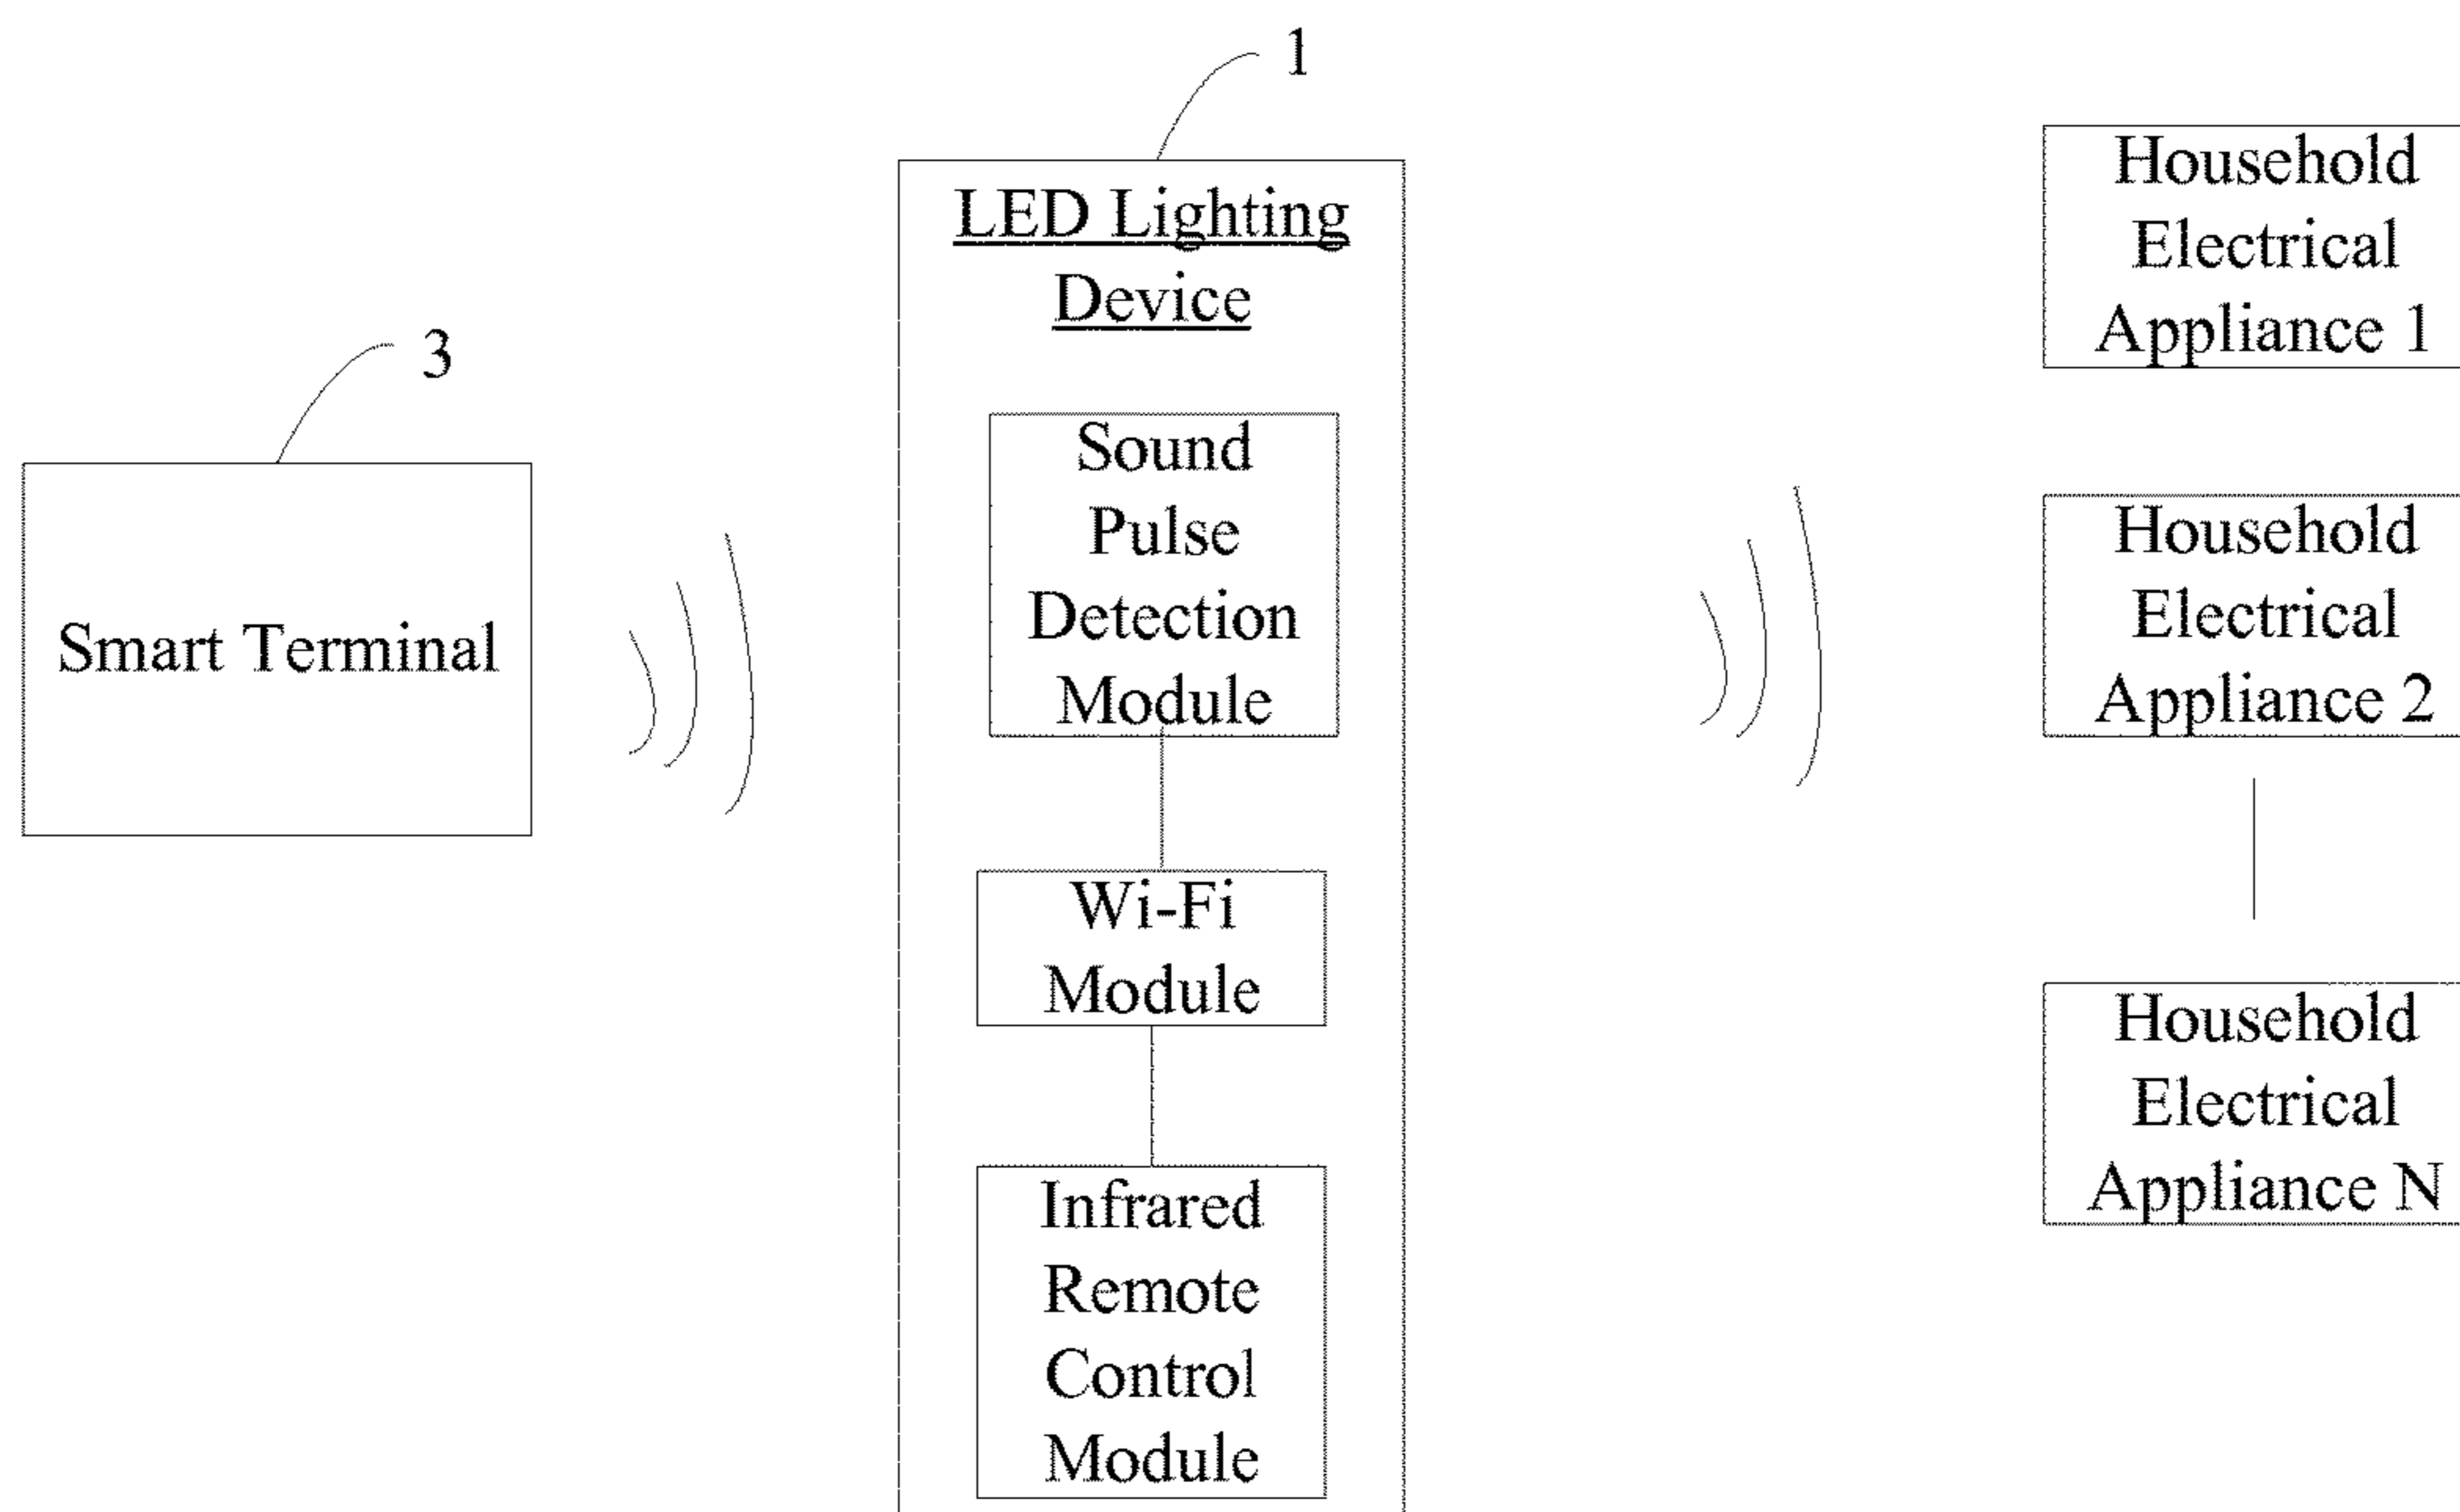 1
LED Lighting
Device
3
Smart Terminal
Sound
Pulse
Detection
Module
Wi-Fi
Module
Infrared
Remote
Control
Module
Household
Electrical
Appliance 1
Household
Electrical
Appliance 2
Household
Electrical
Appliance N